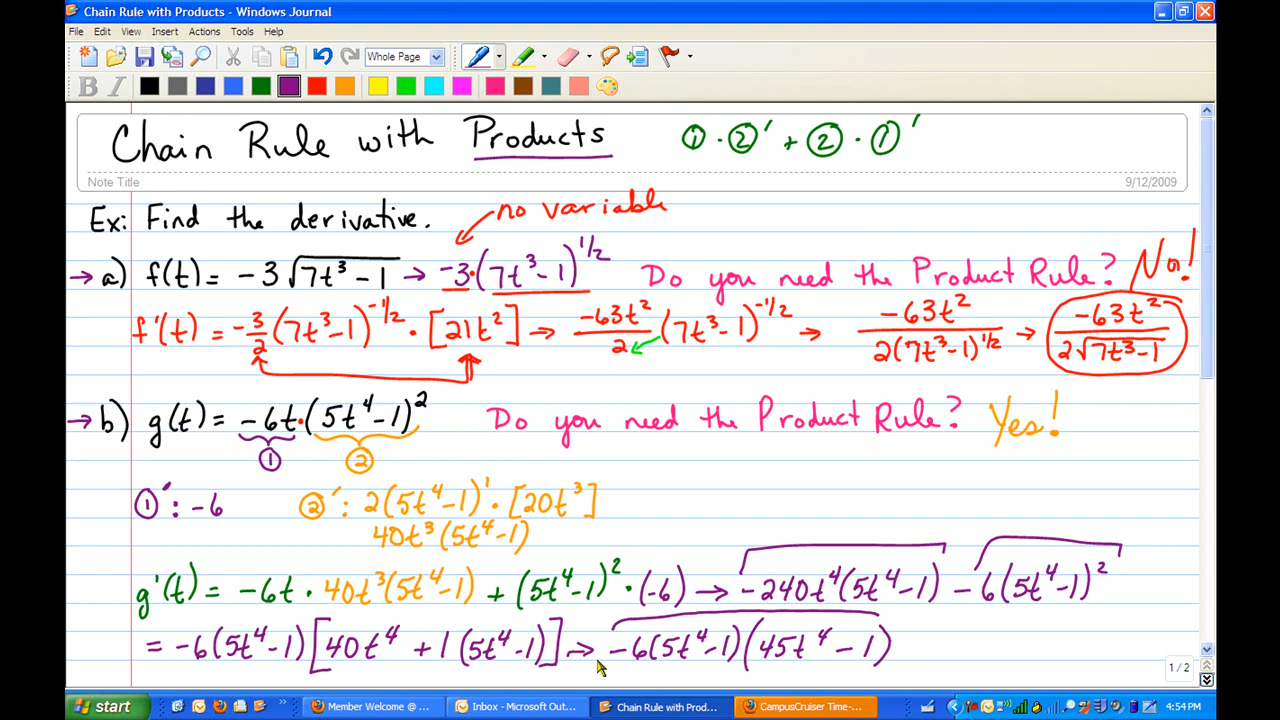 Chain Rule with Products - Windows Journal
File Edit View Insert Actions Tools Help
Whole Page
B I
Chain Rule with Products ① · ②′ + ② · ①′
Note Title 9/12/2009
Ex: Find the derivative. no variable
→ a) f(t) = -3√(7t³-1) → -3·(7t³-1)^1/2 Do you need the Product Rule? No!
f'(t) = -3/2 (7t³-1)^-1/2 · [21t²] → -63t²/2 (7t³-1)^-1/2 → -63t²/2(7t³-1)^1/2 → -63t²/2√(7t³-1)
→ b) g(t) = -6t·(5t⁴-1)² Do you need the Product Rule? Yes!
① ②
①′: -6 ②′: 2(5t⁴-1)¹·[20t³]
40t³(5t⁴-1)
g'(t) = -6t · 40t³(5t⁴-1) + (5t⁴-1)²·(-6) → -240t⁴(5t⁴-1) - 6(5t⁴-1)²
= -6(5t⁴-1)[40t⁴ + 1(5t⁴-1)] → -6(5t⁴-1)(45t⁴-1)
1 / 2
start Member Welcome @ ... Inbox - Microsoft Out... Chain Rule with Prod... CampusCruiser Time-... 4:54 PM